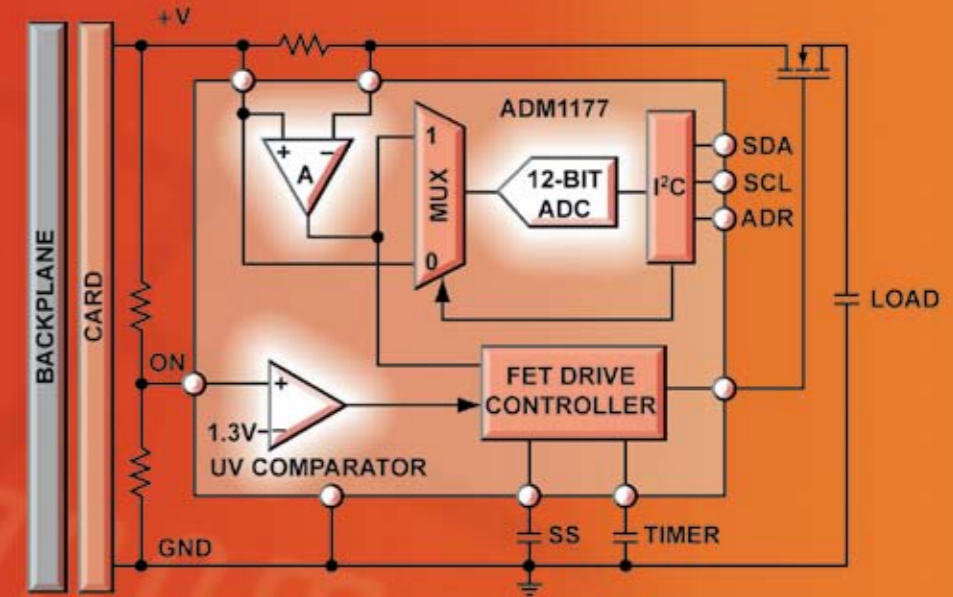 +V
ADM1177
+ −
A
1
MUX
0
12-BIT
ADC
I²C
SDA
SCL
ADR
BACKPLANE
CARD
LOAD
ON
+
1.3V
−
UV COMPARATOR
FET DRIVE
CONTROLLER
GND
SS
TIMER